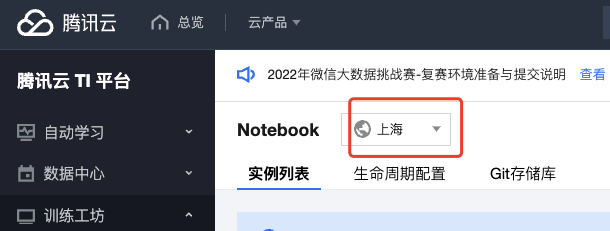 腾讯云 总览 云产品
腾讯云 TI 平台
2022年微信大数据挑战赛-复赛环境准备与提交说明 查看
自动学习
Notebook 上海
数据中心
实例列表 生命周期配置 Git存储库
训练工坊